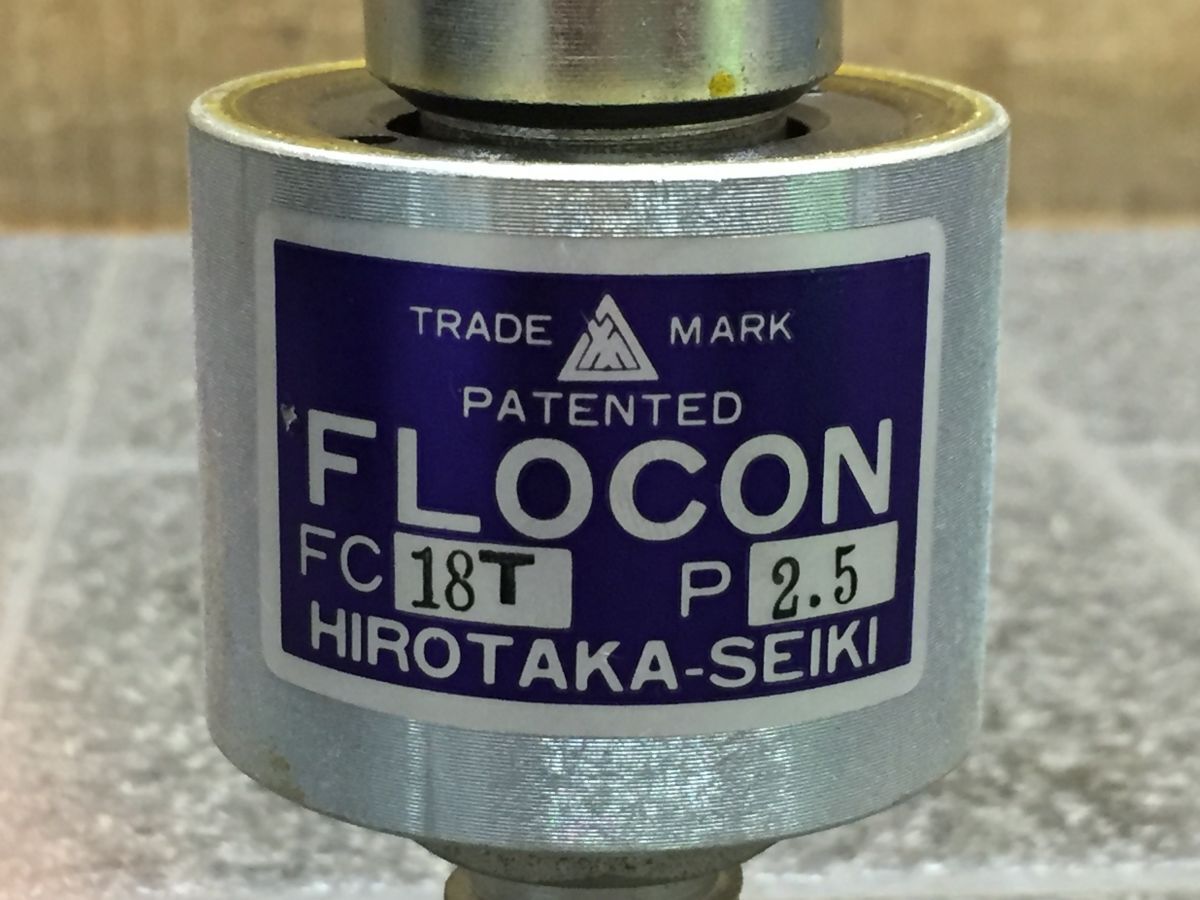 TRADE MARK
PATENTED
FLOCON
FC 18T P 2.5
HIROTAKA-SEIKI